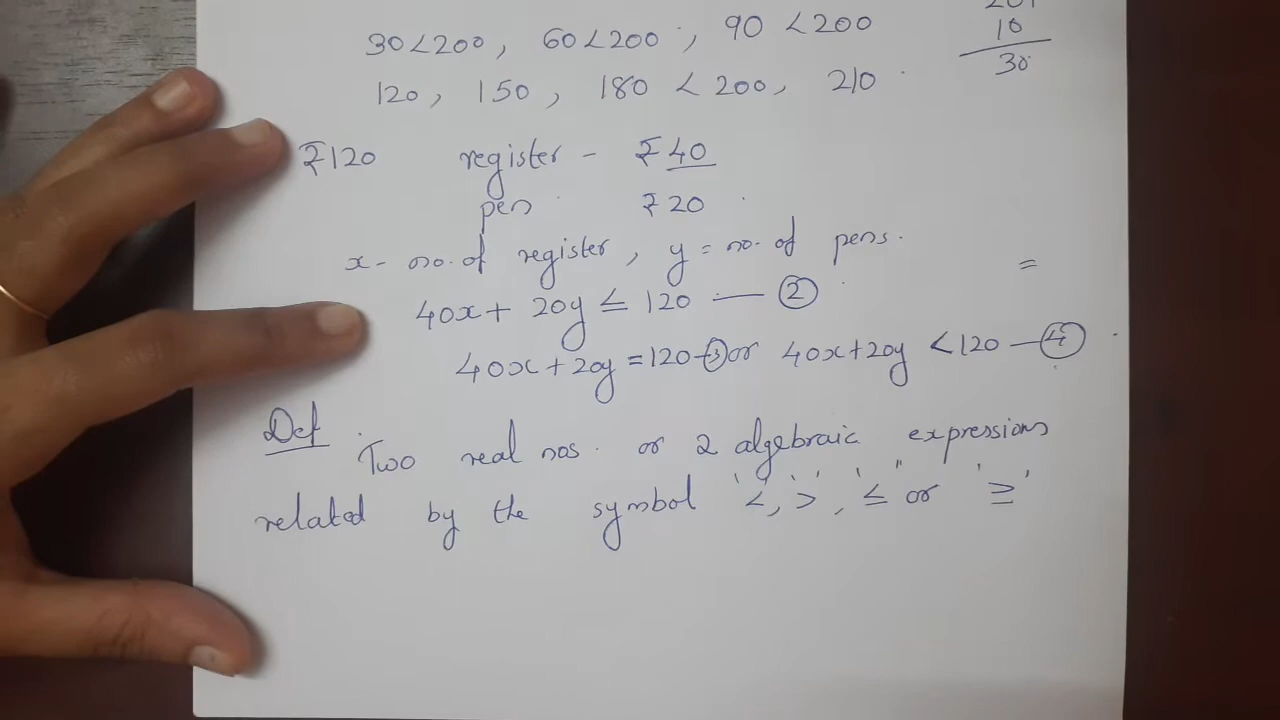 201
30<200, 60<200, 90<200
10
120, 150, 180 < 200, 210
30
₹120 register - ₹40
pen ₹20
x- no. of register, y = no. of pens.
=
40x + 20y ≤ 120 — ②
40x + 20y = 120 - ③ or 40x + 20y < 120 — ④
Def Two real nos. or 2 algebraic expressions
related by the symbol '<', '>', '≤' or '≥'